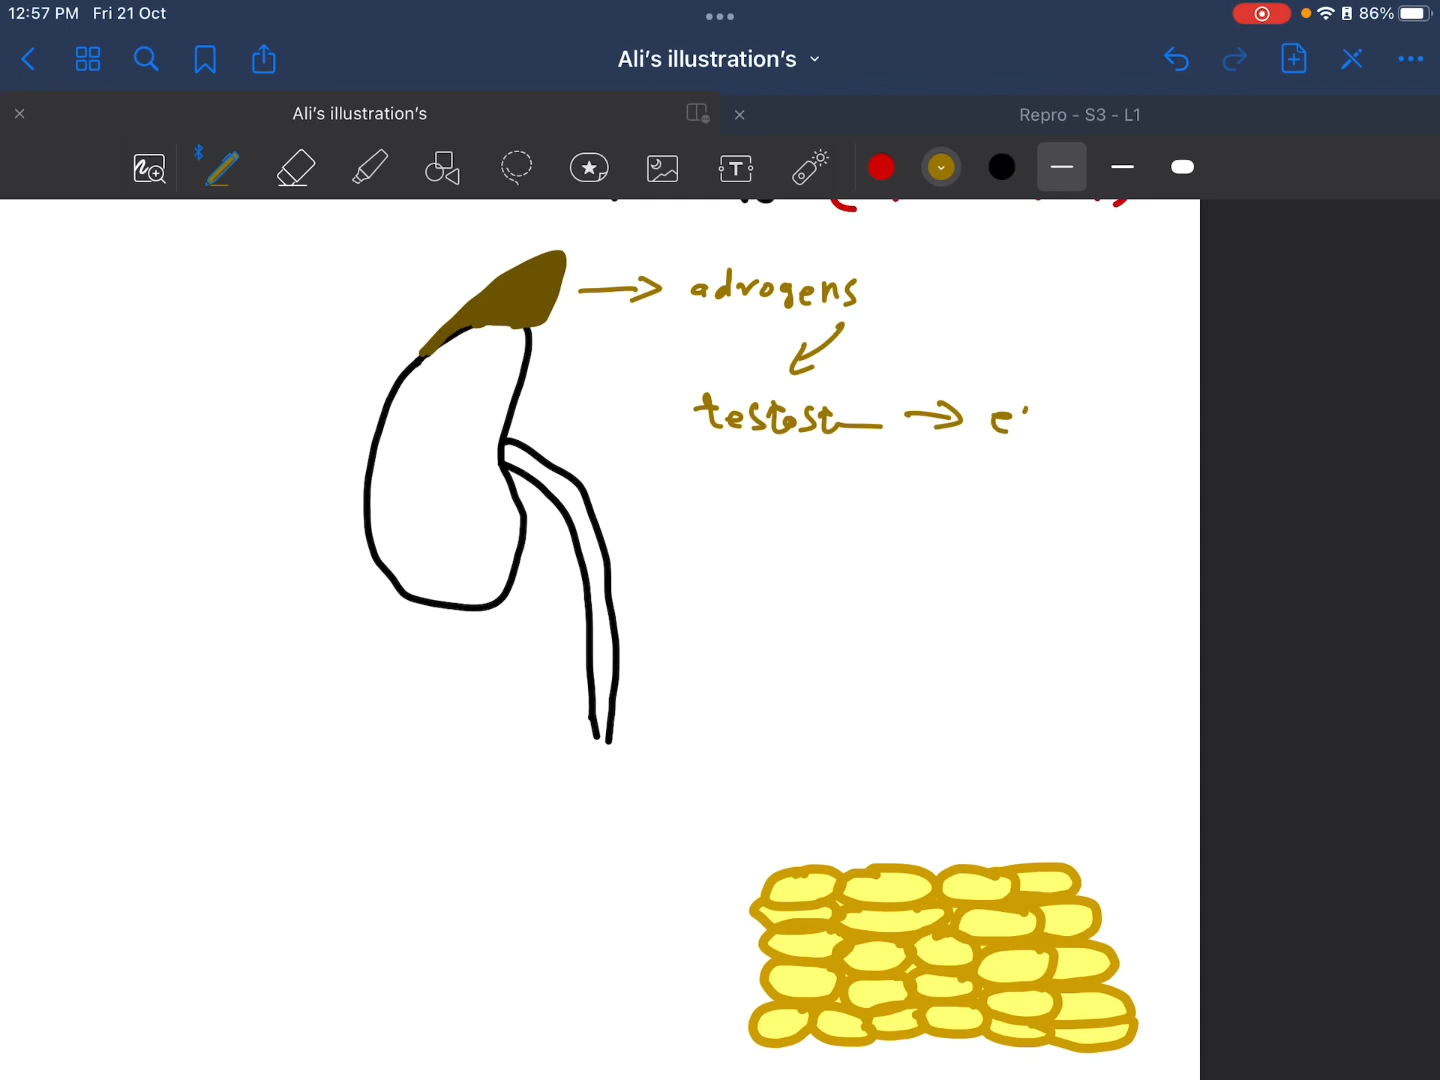 12:57 PM Fri 21 Oct
86%
Ali's illustration's
Ali's illustration's
Repro - S3 - L1
T
→ adrogens
testost → e